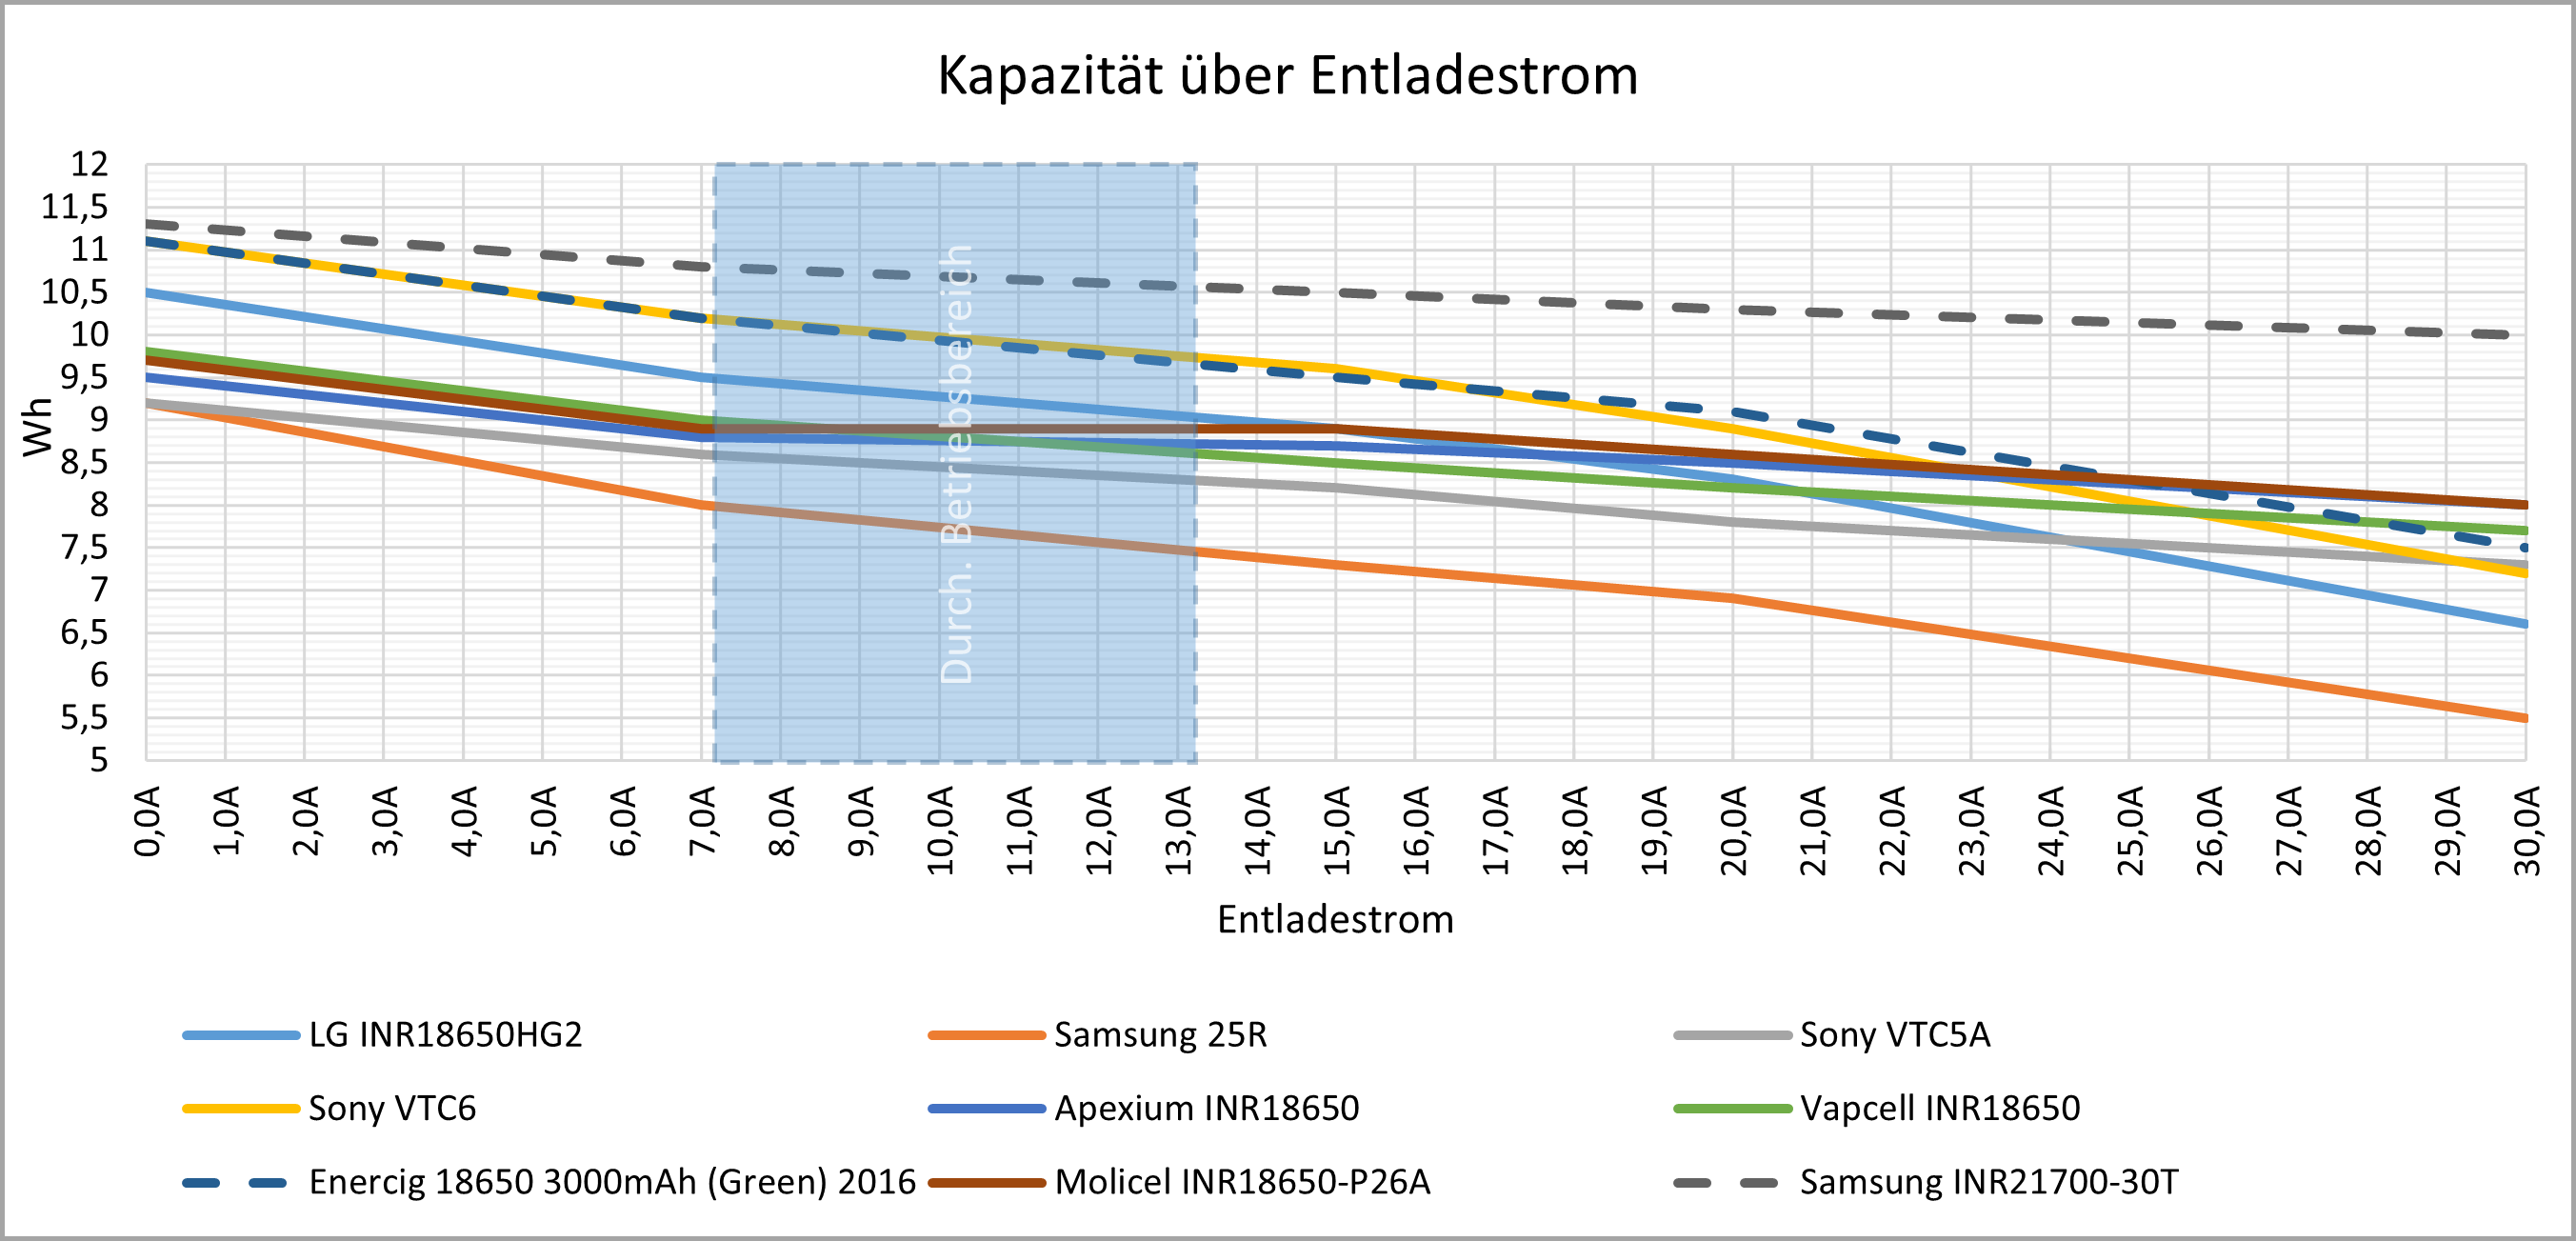 Kapazität über Entladestrom
12
11,5
11
10,5
10
9,5
9
8,5
8
7,5
7
6,5
6
5,5
5
Wh
Durch. Betriebsbereich
0,0A
1,0A
2,0A
3,0A
4,0A
5,0A
6,0A
7,0A
8,0A
9,0A
10,0A
11,0A
12,0A
13,0A
14,0A
15,0A
16,0A
17,0A
18,0A
19,0A
20,0A
21,0A
22,0A
23,0A
24,0A
25,0A
26,0A
27,0A
28,0A
29,0A
30,0A
Entladestrom
LG INR18650HG2
Samsung 25R
Sony VTC5A
Sony VTC6
Apexium INR18650
Vapcell INR18650
Enercig 18650 3000mAh (Green) 2016
Molicel INR18650-P26A
Samsung INR21700-30T